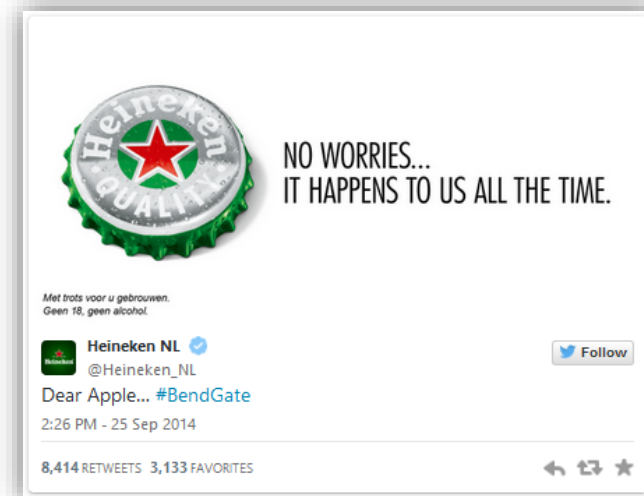 Heineken
QUALITY
NO WORRIES...
IT HAPPENS TO US ALL THE TIME.
Met trots voor u gebrouwen.
Geen 18, geen alcohol.
Heineken
Heineken NL
@Heineken_NL
Follow
Dear Apple... #BendGate
2:26 PM - 25 Sep 2014
8,414 RETWEETS 3,133 FAVORITES